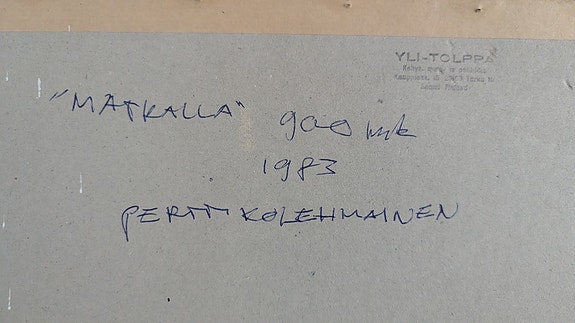 YLI-TOLPPA
"MATKALLA" 900 mk
1983
PERTTI KOLEHMAINEN